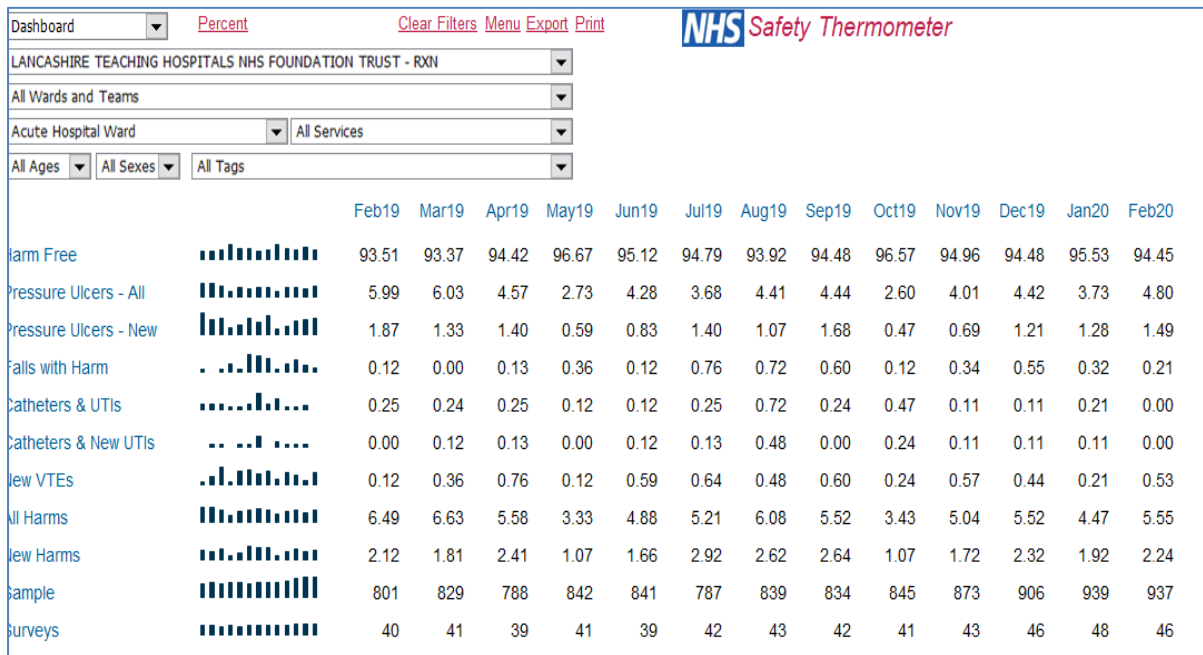 Dashboard Percent Clear Filters Menu Export Print NHS Safety Thermometer
LANCASHIRE TEACHING HOSPITALS NHS FOUNDATION TRUST - RXN
All Wards and Teams
Acute Hospital Ward All Services
All Ages All Sexes All Tags
Feb19 Mar19 Apr19 May19 Jun19 Jul19 Aug19 Sep19 Oct19 Nov19 Dec19 Jan20 Feb20
Harm Free 93.51 93.37 94.42 96.67 95.12 94.79 93.92 94.48 96.57 94.96 94.48 95.53 94.45
Pressure Ulcers - All 5.99 6.03 4.57 2.73 4.28 3.68 4.41 4.44 2.60 4.01 4.42 3.73 4.80
Pressure Ulcers - New 1.87 1.33 1.40 0.59 0.83 1.40 1.07 1.68 0.47 0.69 1.21 1.28 1.49
Falls with Harm 0.12 0.00 0.13 0.36 0.12 0.76 0.72 0.60 0.12 0.34 0.55 0.32 0.21
Catheters & UTIs 0.25 0.24 0.25 0.12 0.12 0.25 0.72 0.24 0.47 0.11 0.11 0.21 0.00
Catheters & New UTIs 0.00 0.12 0.13 0.00 0.12 0.13 0.48 0.00 0.24 0.11 0.11 0.11 0.00
New VTEs 0.12 0.36 0.76 0.12 0.59 0.64 0.48 0.60 0.24 0.57 0.44 0.21 0.53
All Harms 6.49 6.63 5.58 3.33 4.88 5.21 6.08 5.52 3.43 5.04 5.52 4.47 5.55
New Harms 2.12 1.81 2.41 1.07 1.66 2.92 2.62 2.64 1.07 1.72 2.32 1.92 2.24
Sample 801 829 788 842 841 787 839 834 845 873 906 939 937
Surveys 40 41 39 41 39 42 43 42 41 43 46 48 46